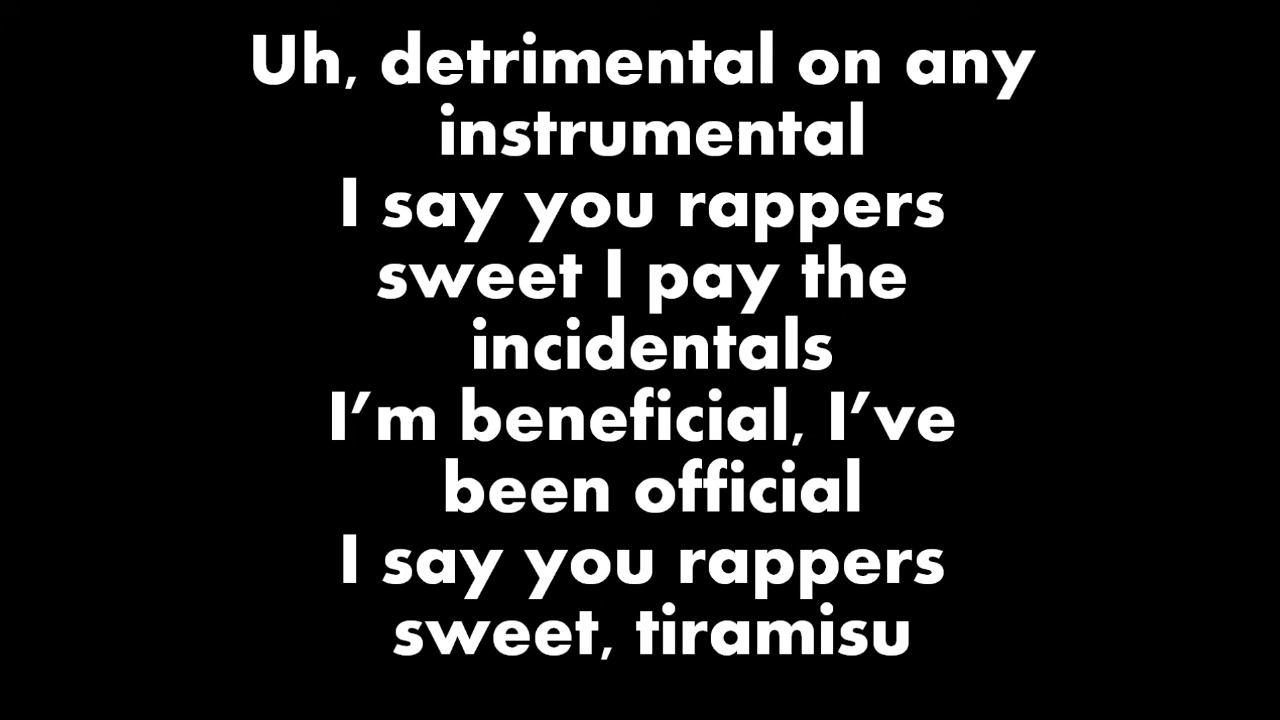 Uh, detrimental on any
instrumental
I say you rappers
sweet I pay the
incidentals
I’m beneficial, I’ve
been official
I say you rappers
sweet, tiramisu